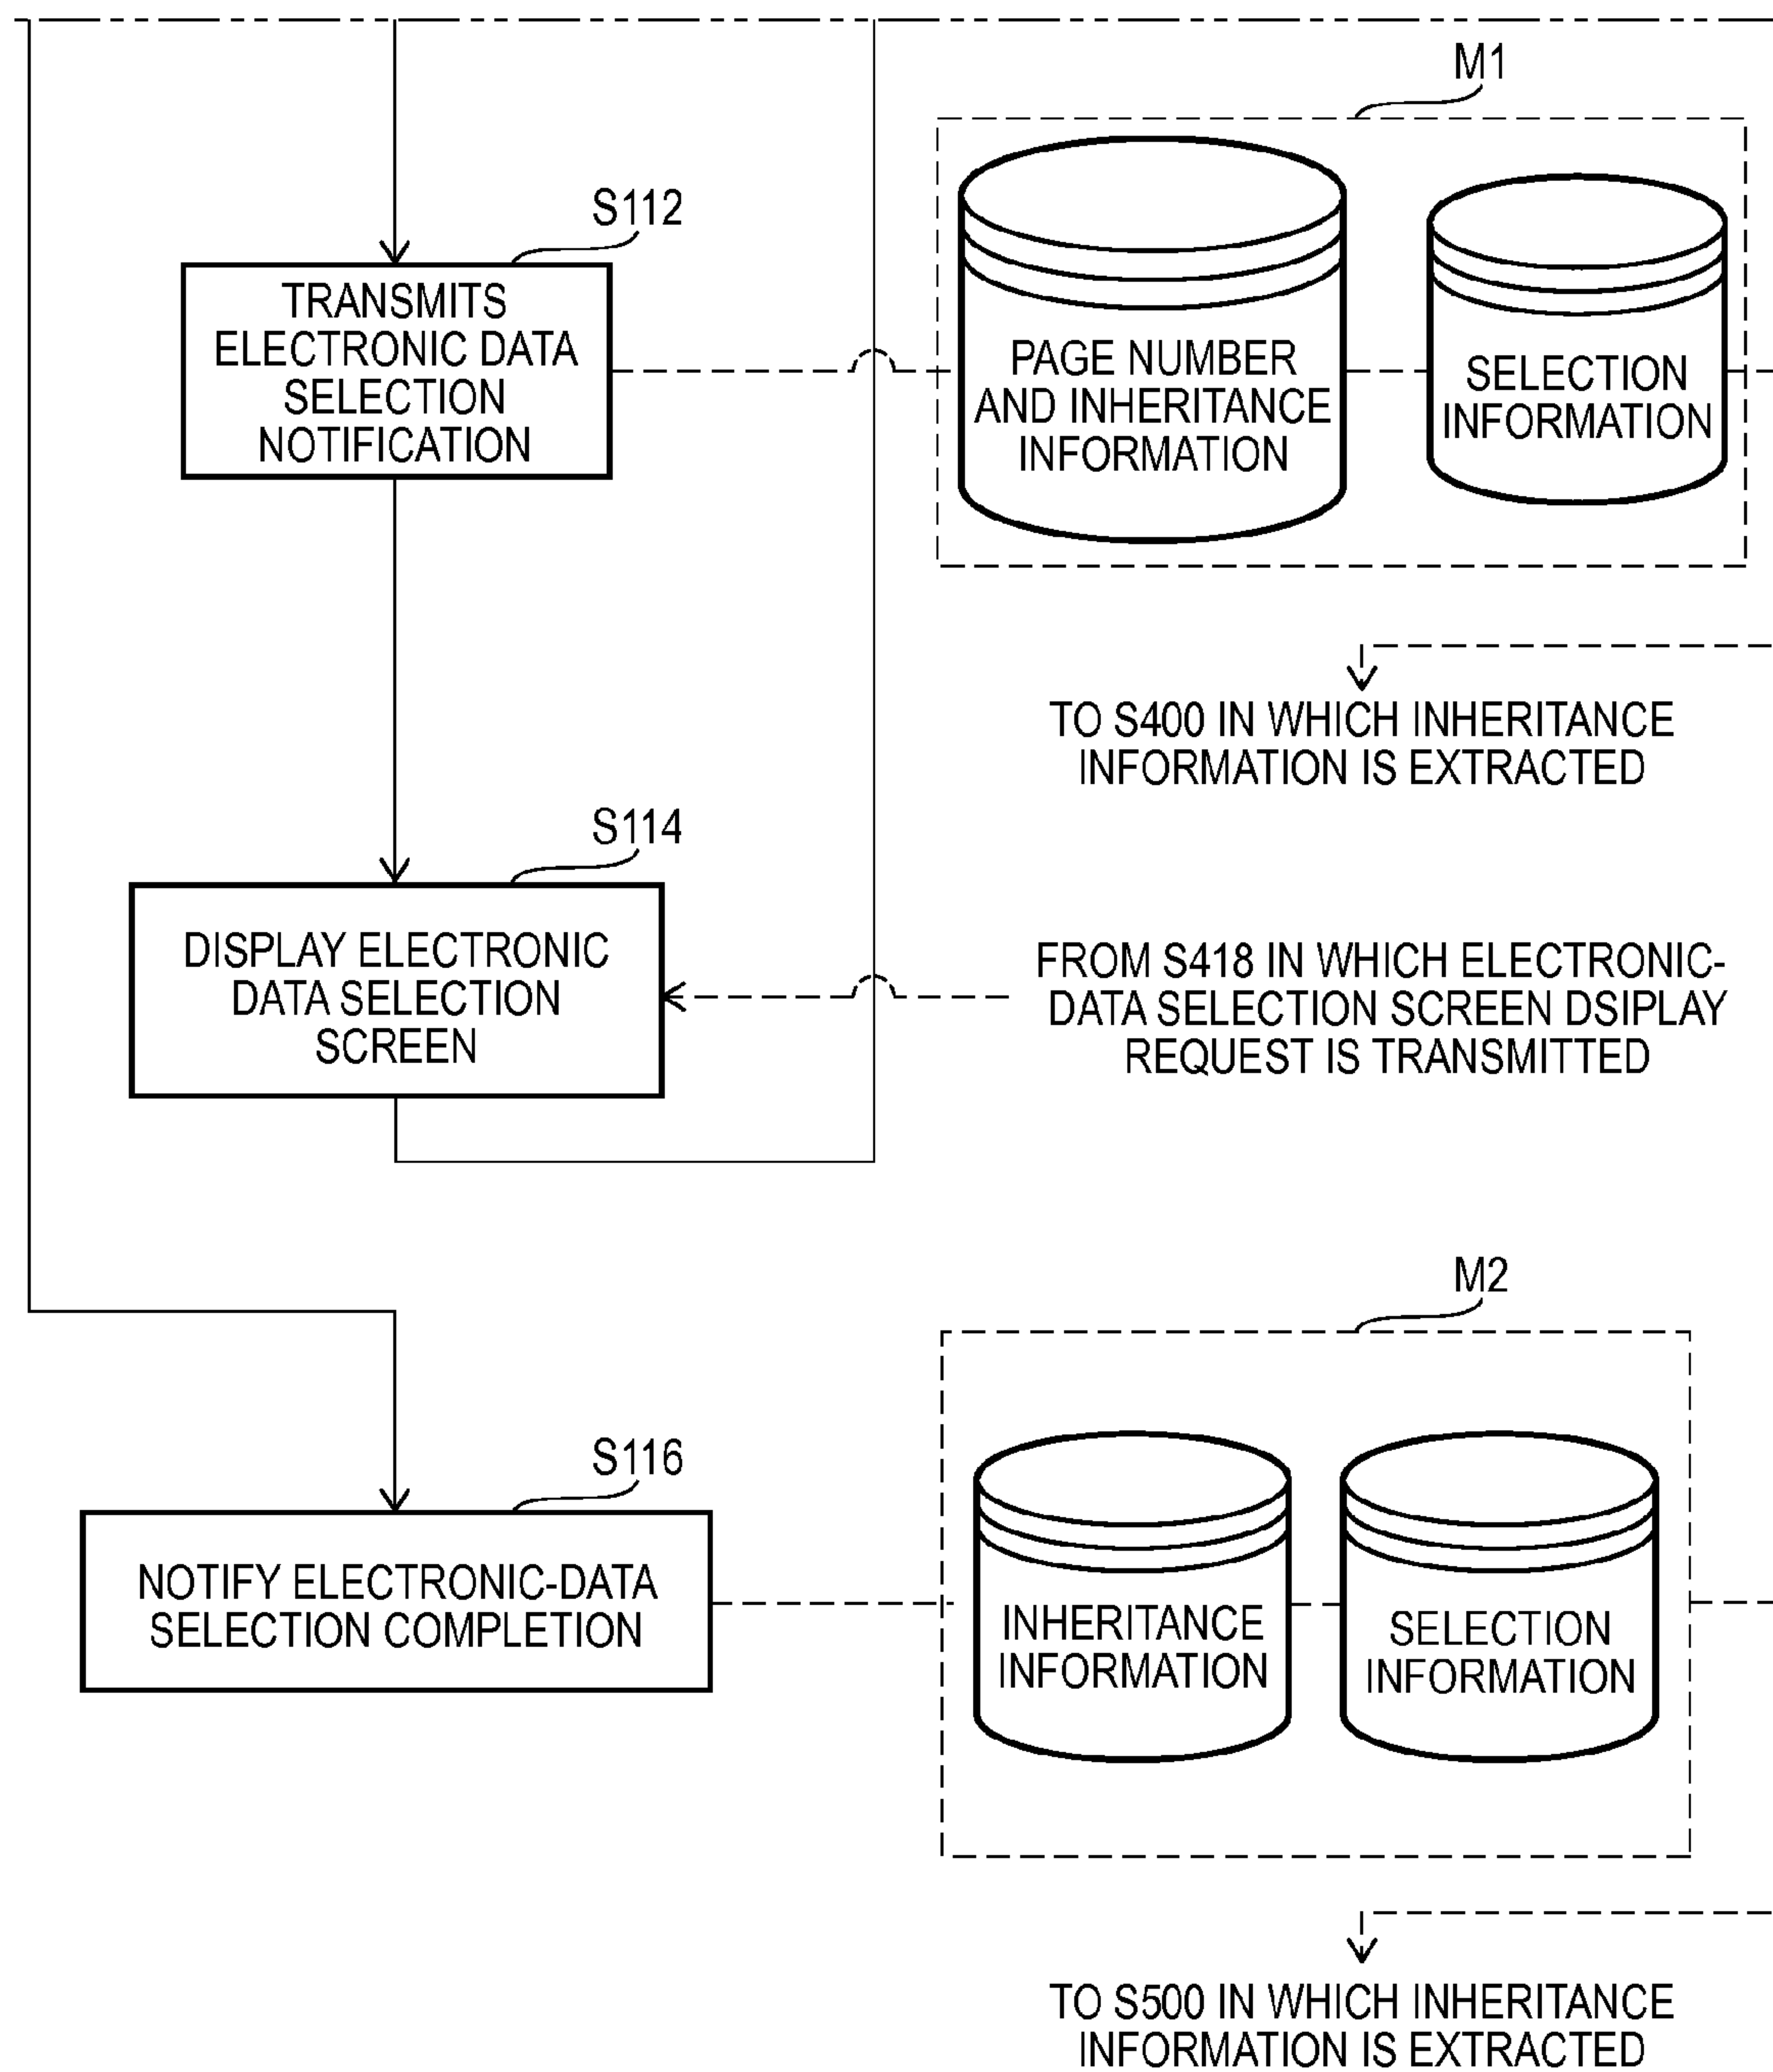 M1
S112
TRANSMITS
ELECTRONIC DATA
SELECTION
NOTIFICATION
PAGE NUMBER
AND INHERITANCE
INFORMATION
SELECTION
INFORMATION
TO S400 IN WHICH INHERITANCE
INFORMATION IS EXTRACTED
S114
DISPLAY ELECTRONIC
DATA SELECTION
SCREEN
FROM S418 IN WHICH ELECTRONIC-
DATA SELECTION SCREEN DSIPLAY
REQUEST IS TRANSMITTED
M2
S116
NOTIFY ELECTRONIC-DATA
SELECTION COMPLETION
INHERITANCE
INFORMATION
SELECTION
INFORMATION
TO S500 IN WHICH INHERITANCE
INFORMATION IS EXTRACTED